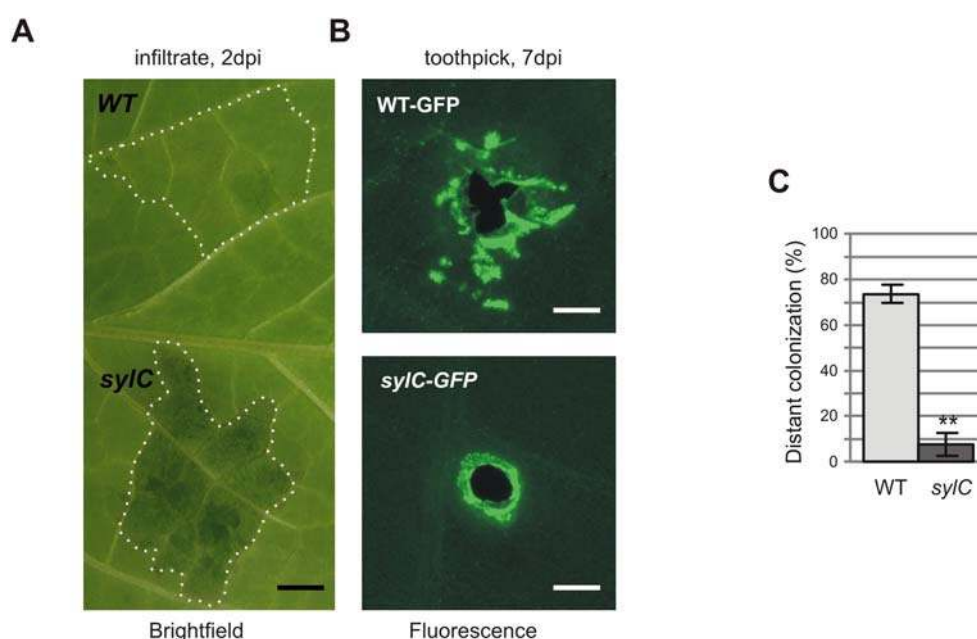 A
infiltrate, 2dpi
WT
sylC
Brightfield
B
toothpick, 7dpi
WT-GFP
sylC-GFP
Fluorescence
C
Distant colonization (%)
100
80
60
40
20
0
**
WT sylC